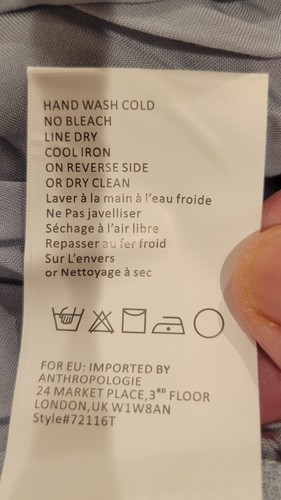 HAND WASH COLD
NO BLEACH
LINE DRY
COOL IRON
ON REVERSE SIDE
OR DRY CLEAN
Laver à la main à l'eau froide
Ne Pas javelliser
Séchage à l'air libre
Repasser au fer froid
Sur L'envers
or Nettoyage à sec
FOR EU: IMPORTED BY
ANTHROPOLOGIE
24 MARKET PLACE,3RD FLOOR
LONDON,UK W1W8AN
Style#72116T